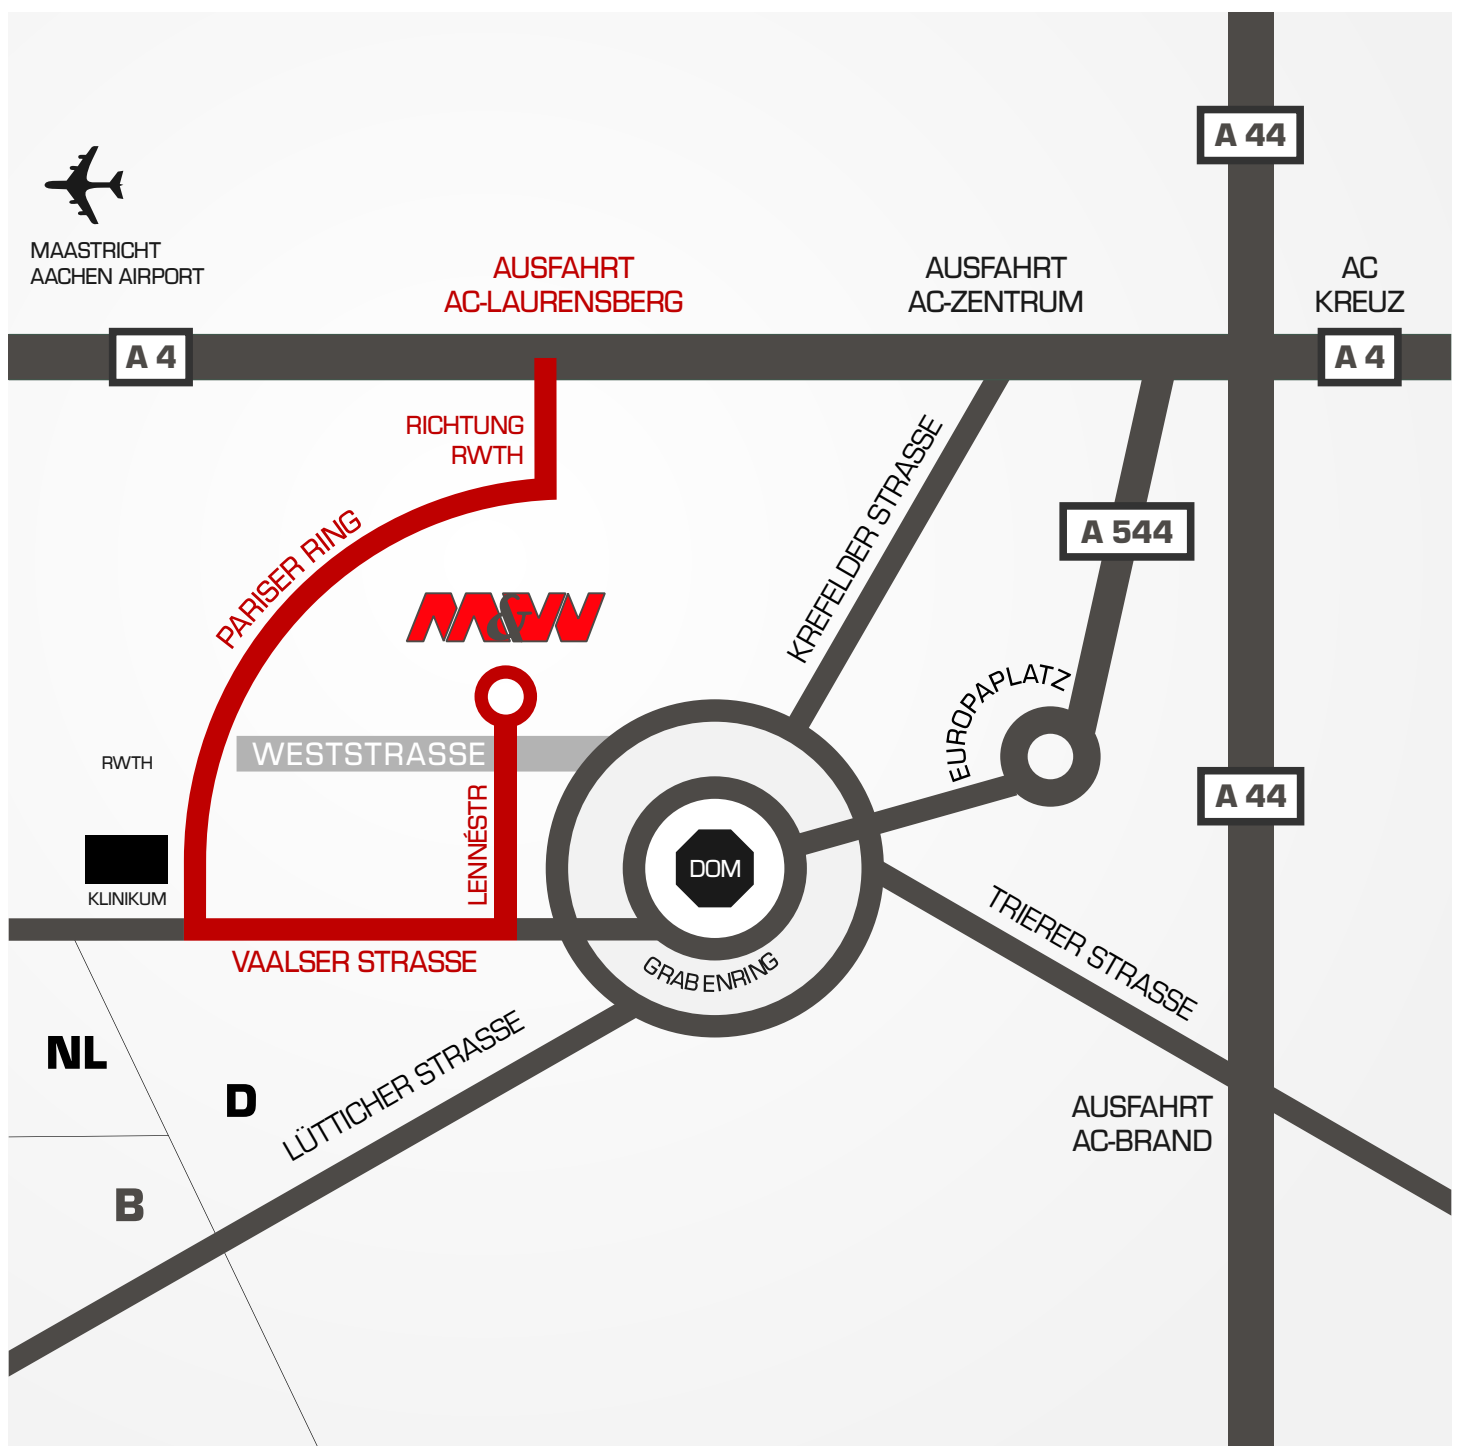 A 44
MAASTRICHT
AACHEN AIRPORT
AUSFAHRT
AC-LAURENSBERG
AUSFAHRT
AC-ZENTRUM
AC
KREUZ
A 4
A 4
RICHTUNG
RWTH
KREFELDER STRASSE
A 544
PARISER RING
M&W
EUROPAPLATZ
WESTSTRASSE
RWTH
A 44
LENNÉSTR
DOM
KLINIKUM
VAALSER STRASSE
GRABENRING
TRIERER STRASSE
NL
D
LÜTTICHER STRASSE
AUSFAHRT
AC-BRAND
B